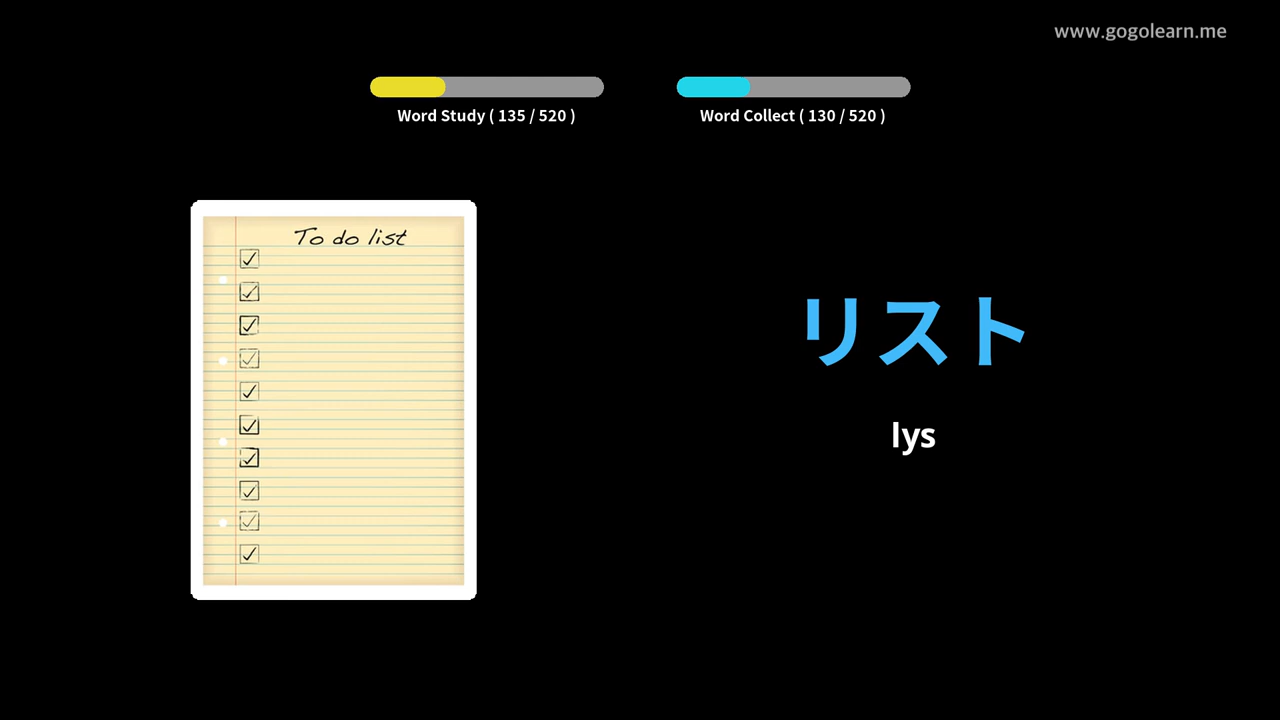 www.gogolearn.me
Word Study ( 135 / 520 )
Word Collect ( 130 / 520 )
To do list
リスト
lys